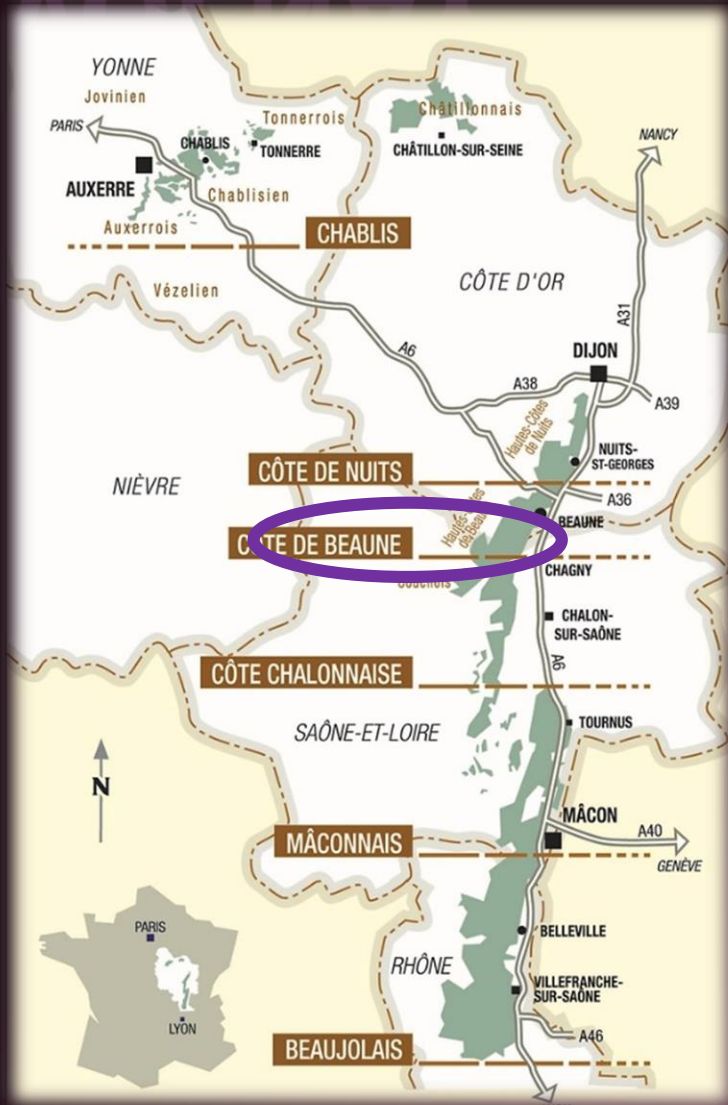 YONNE
Jovinien
PARIS
Tonnerrois
CHABLIS
TONNERRE
AUXERRE
Chablisien
Auxerrois
CHABLIS
Vézelien
Châtillonnais
CHÂTILLON-SUR-SEINE
NANCY
CÔTE D'OR
A31
A6
DIJON
A38
A39
Hautes-Côtes
de Nuits
NUITS-
ST-GEORGES
CÔTE DE NUITS
A36
NIÈVRE
Hautes-Côtes
BEAUNE
CÔTE DE BEAUNE
CHAGNY
CHALON-
SUR-SAÔNE
A6
CÔTE CHALONNAISE
SAÔNE-ET-LOIRE
TOURNUS
N
MÂCON
A40
MÂCONNAIS
GENÈVE
PARIS
LYON
BELLEVILLE
RHÔNE
VILLEFRANCHE-
SUR-SAÔNE
A46
BEAUJOLAIS